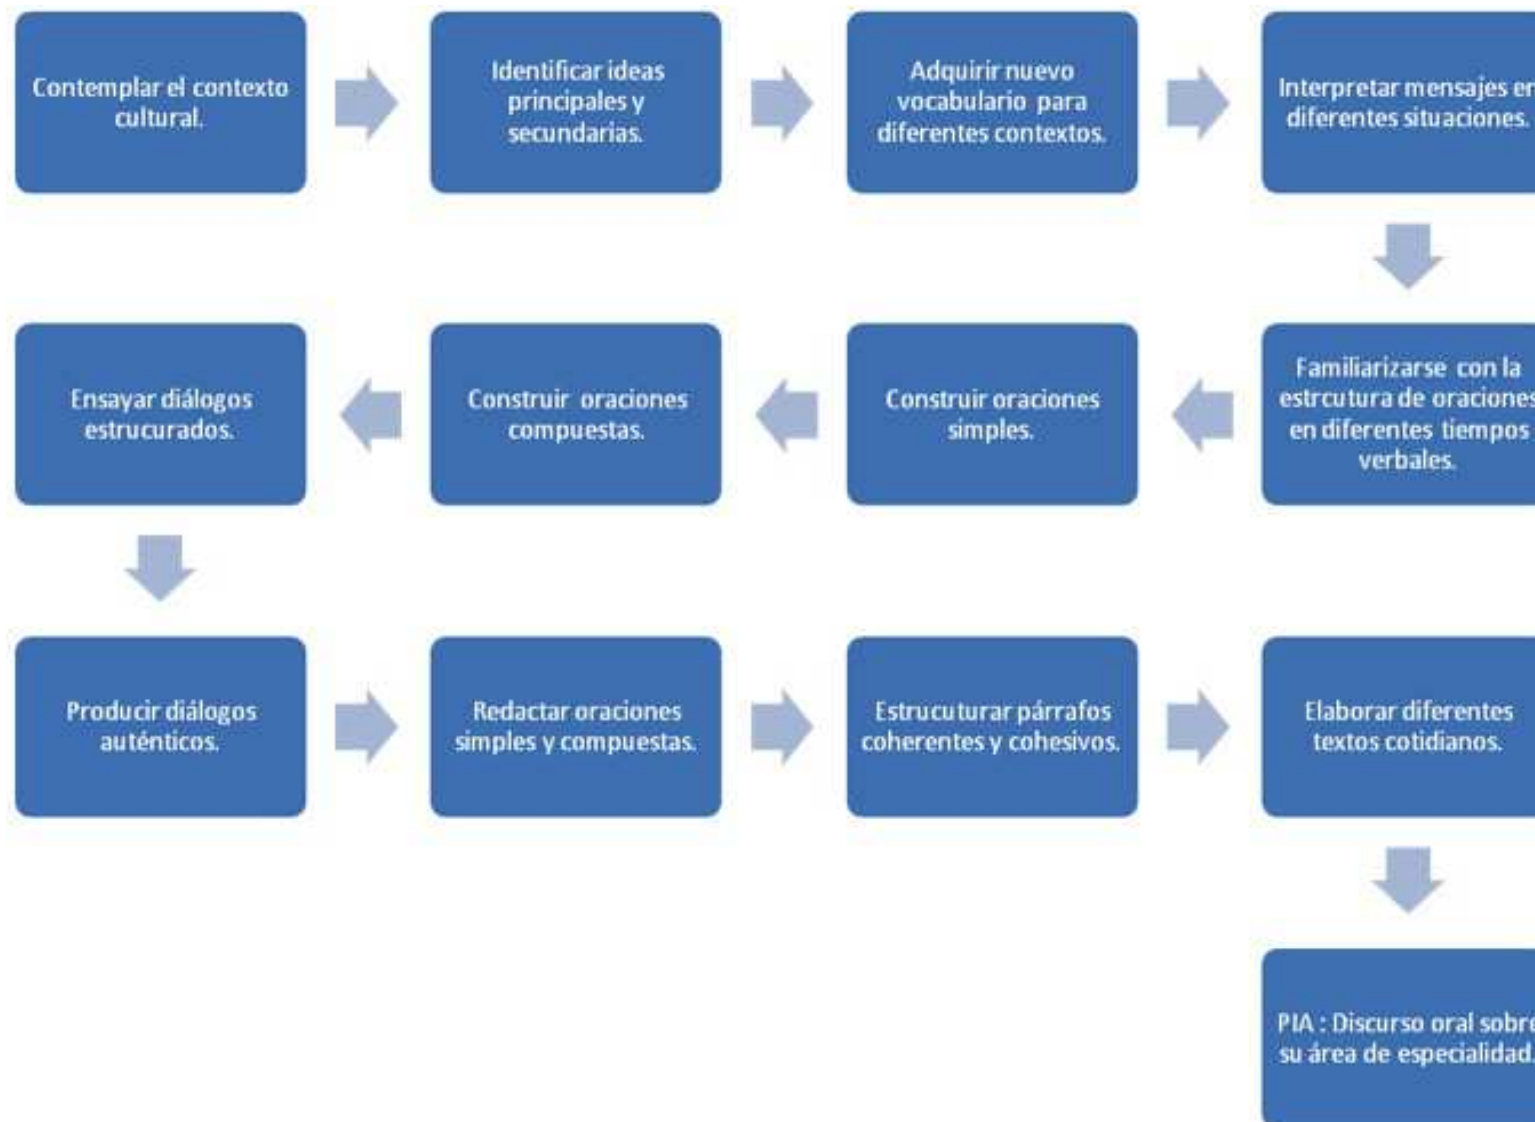 Contemplar el contexto
cultural.
Identificar ideas
principales y
secundarias.
Adquirir nuevo
vocabulario para
diferentes contextos.
Interpretar mensajes en
diferentes situaciones.
Familiarizarse con la
estrcutura de oraciones
en diferentes tiempos
verbales.
Construir oraciones
simples.
Construir oraciones
compuestas.
Ensayar diálogos
estrucurados.
Producir diálogos
auténticos.
Redactar oraciones
simples y compuestas.
Estrucuturar párrafos
coherentes y cohesivos.
Elaborar diferentes
textos cotidianos.
PIA : Discurso oral sobre
su área de especialidad.